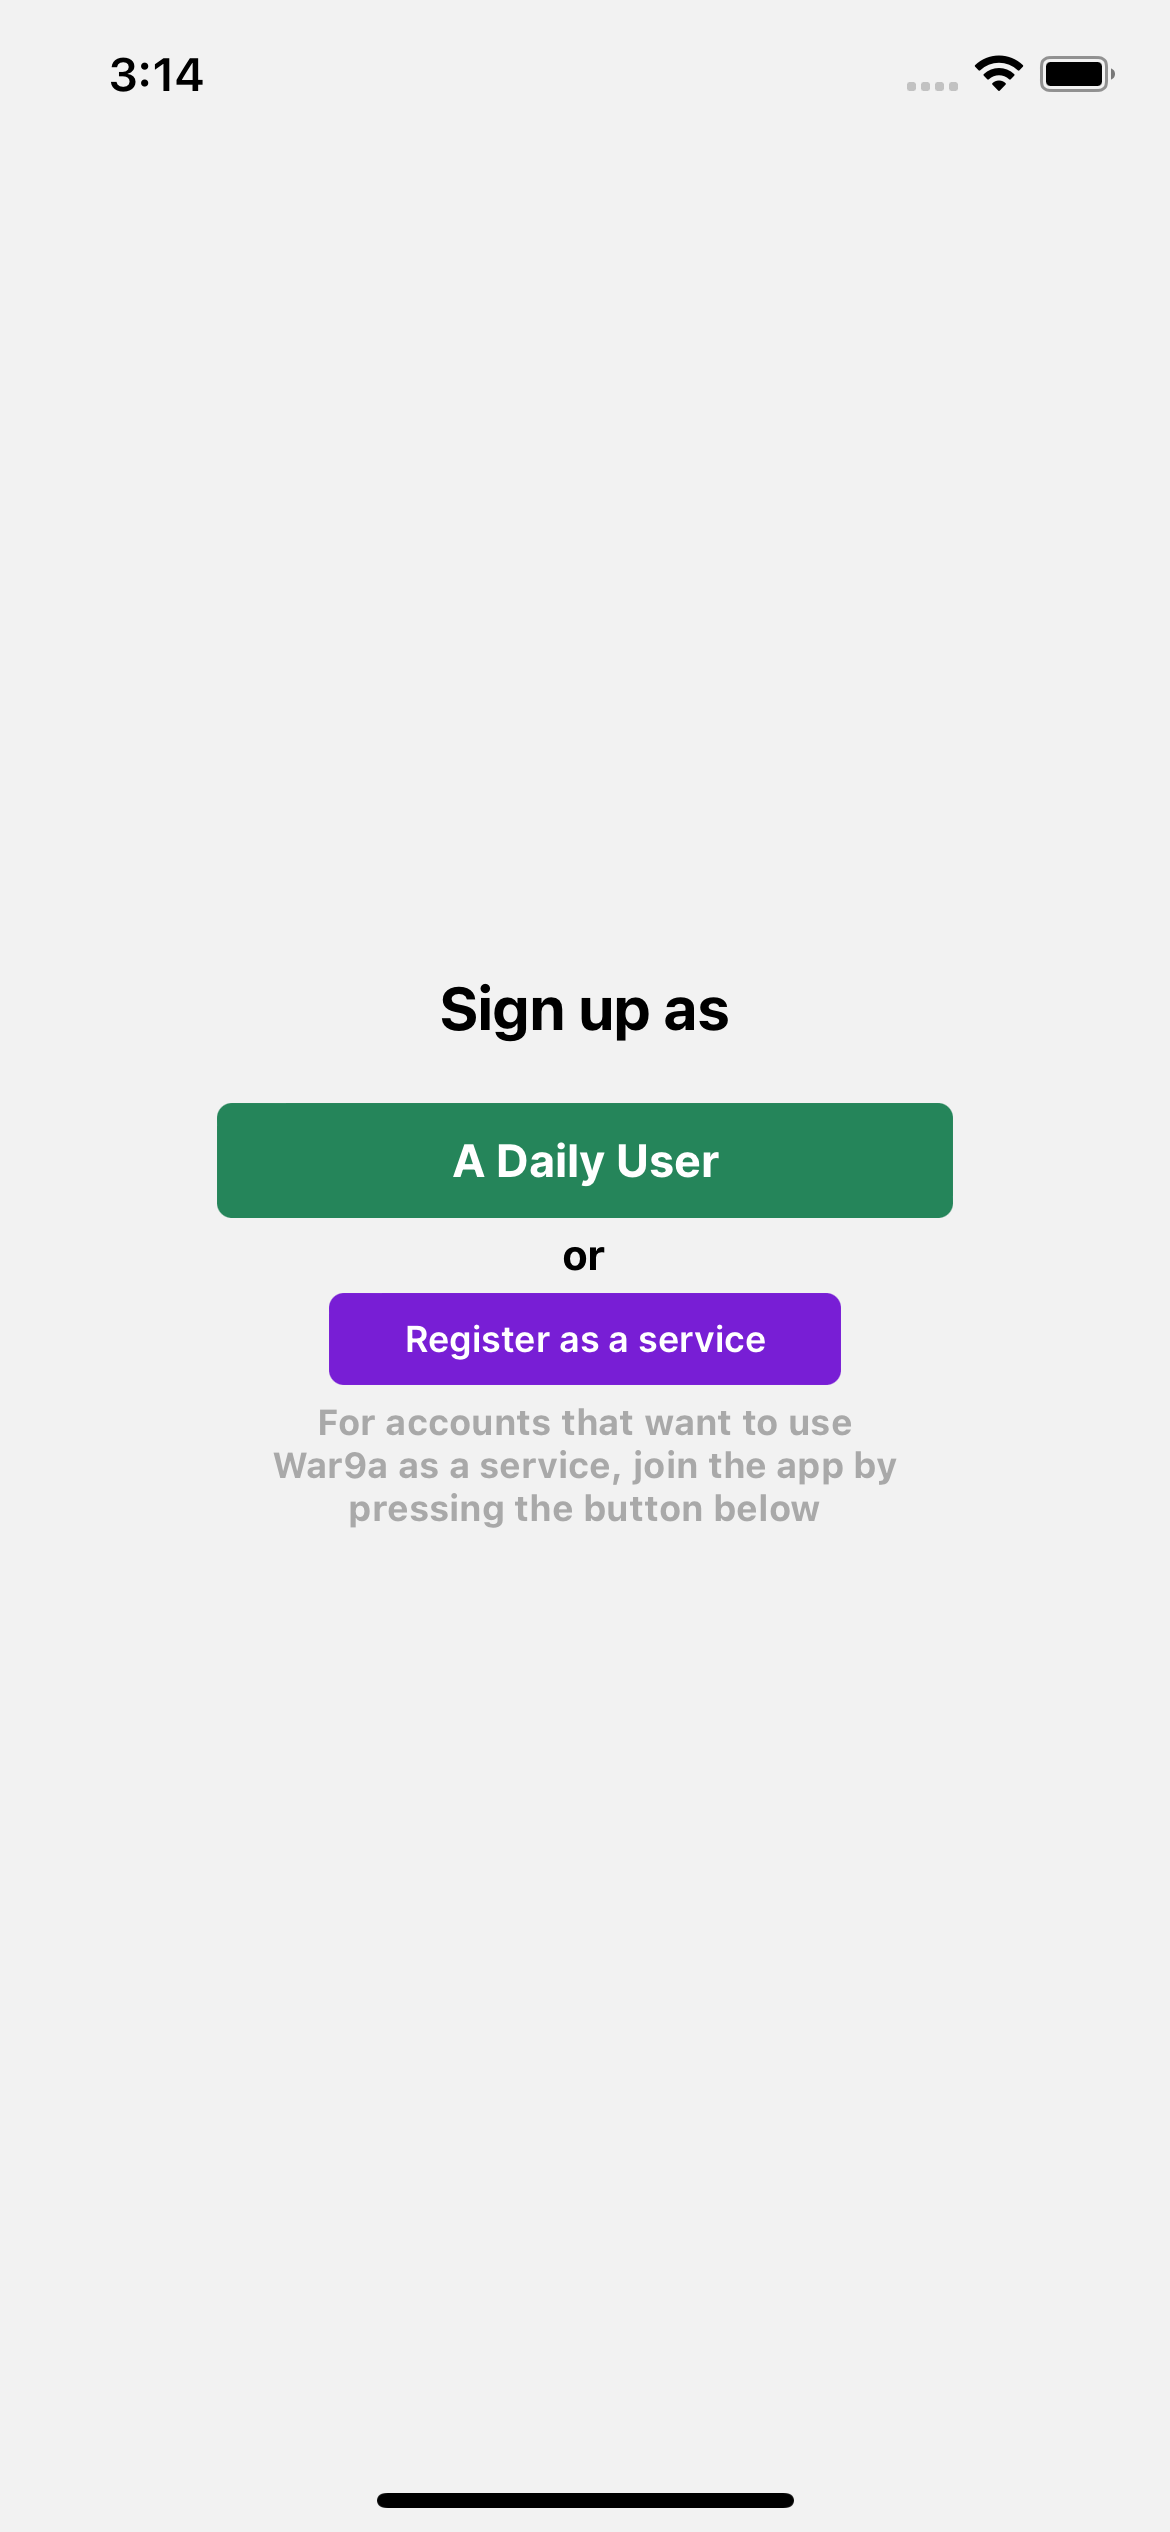 3:14
Sign up as
A Daily User
or
Register as a service
For accounts that want to use
War9a as a service, join the app by
pressing the button below